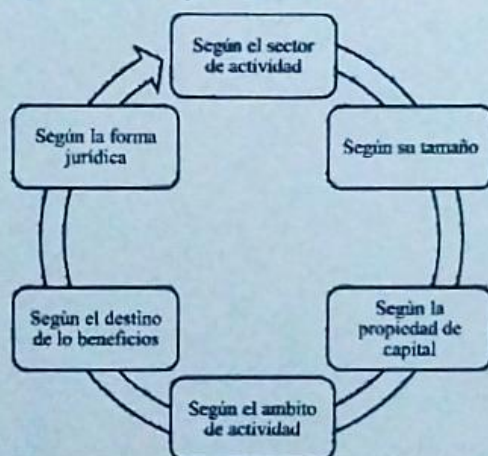 Según el sector
de actividad
Según su tamaño
Según la
propiedad de
capital
Según el ambito
de actividad
Según el destino
de lo beneficios
Según la forma
jurídica